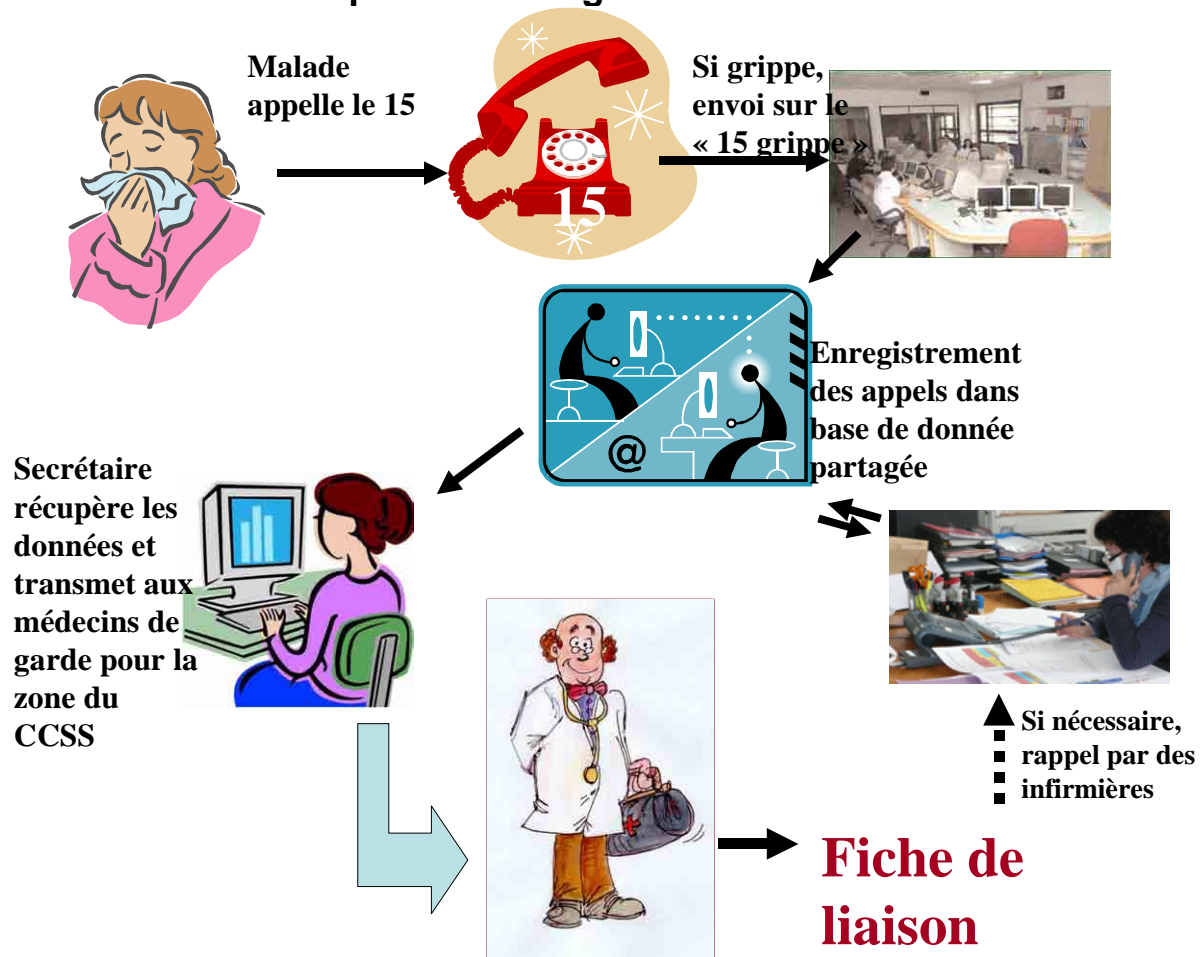 Malade
appelle le 15
15
Si grippe,
envoi sur le
« 15 grippe »
@
Enregistrement
des appels dans
base de donnée
partagée
Secrétaire
récupère les
données et
transmet aux
médecins de
garde pour la
zone du
CCSS
Si nécessaire,
rappel par des
infirmières
Fiche de
liaison